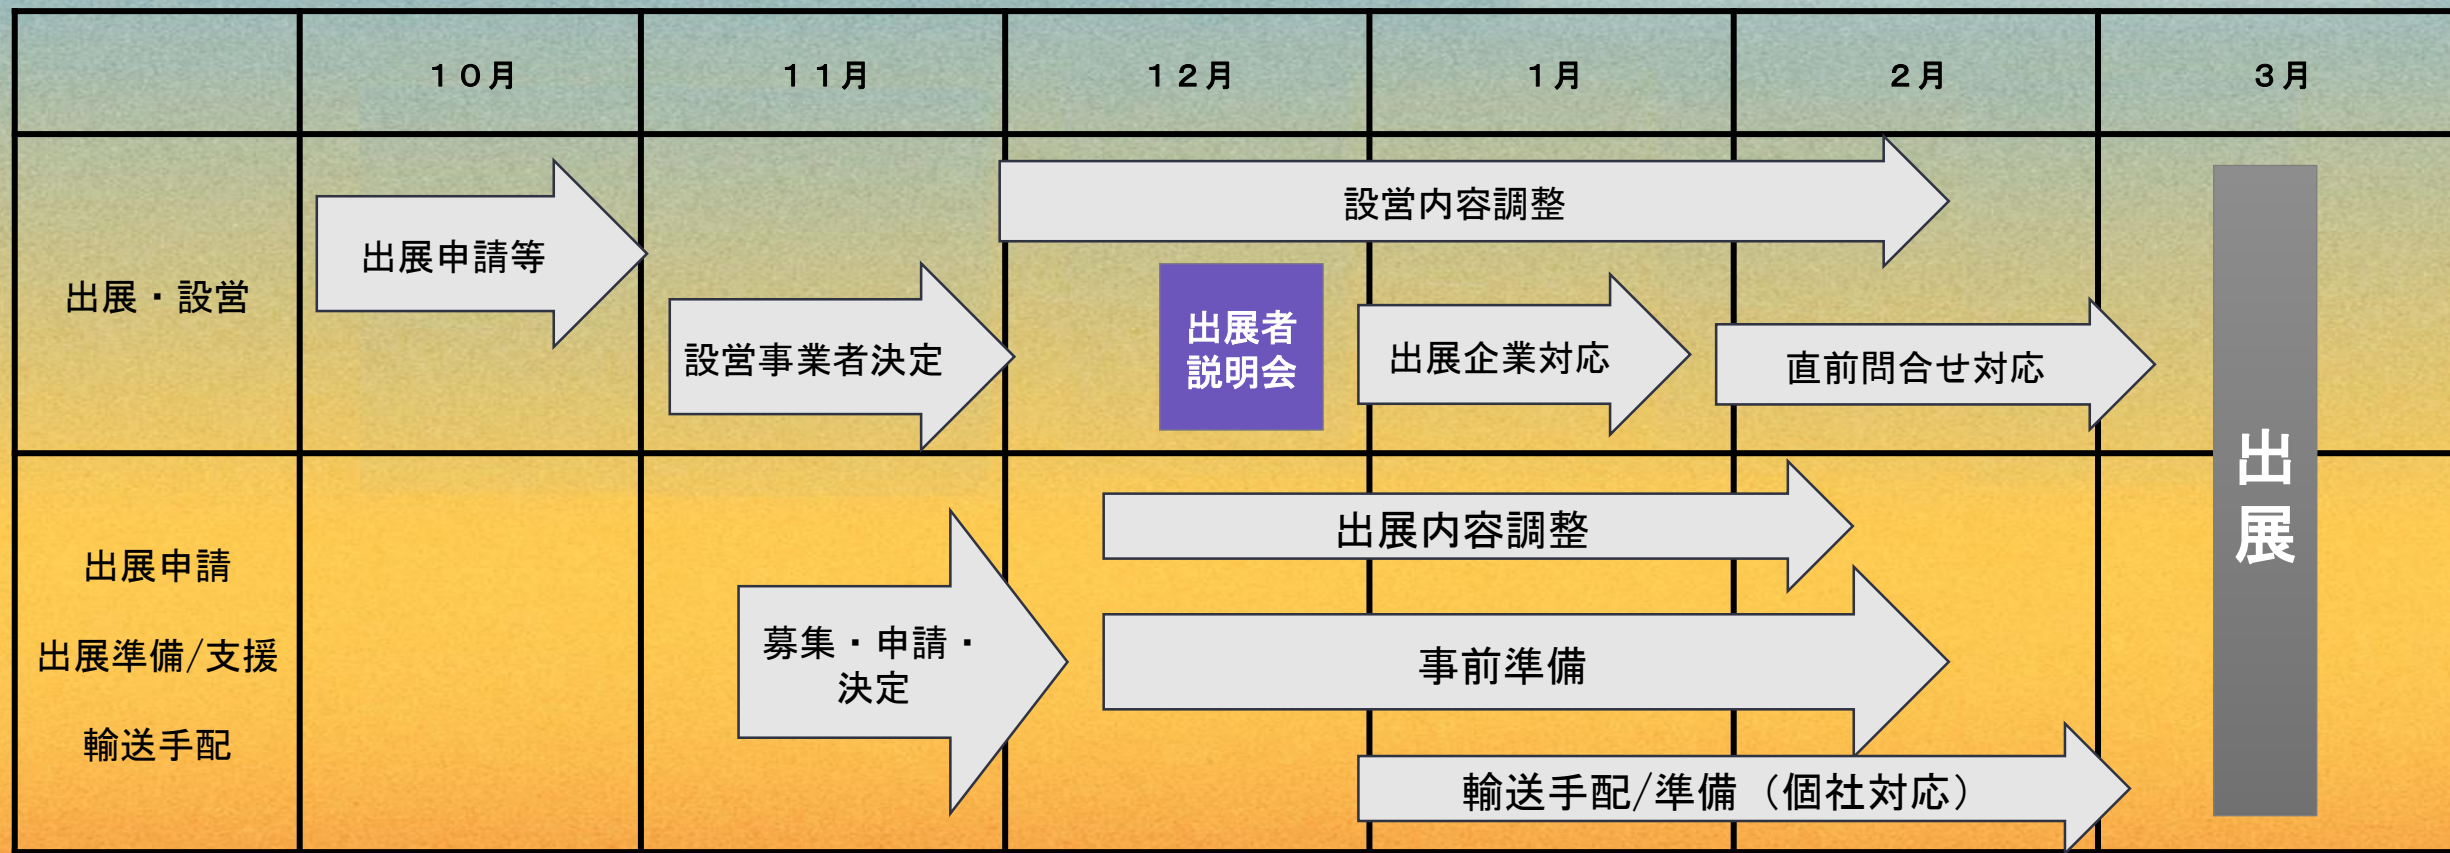 １０月
１１月
１２月
１月
２月
３月
出展・設営
出展申請等
設営事業者決定
設営内容調整
出展者
説明会
出展企業対応
直前問合せ対応
出展申請
出展準備/支援
輸送手配
募集・申請・
決定
出展内容調整
事前準備
輸送手配/準備（個社対応）
出
展